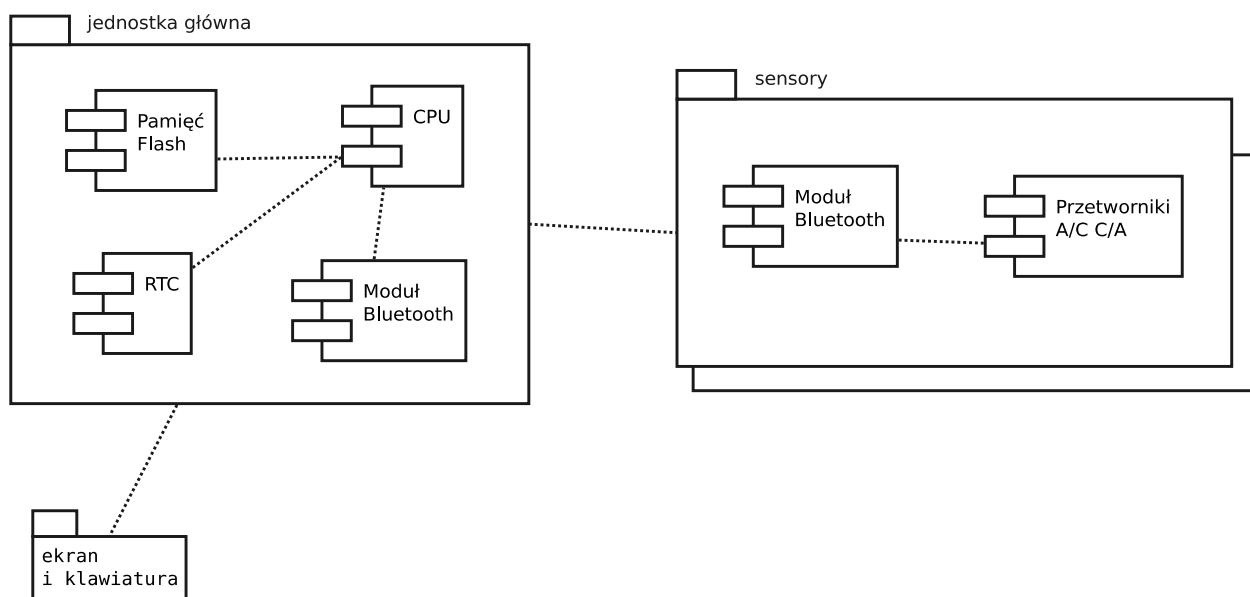 jednostka główna
Pamięć
Flash
CPU
RTC
Moduł
Bluetooth
sensory
Moduł
Bluetooth
Przetworniki
A/C C/A
ekran
i klawiatura